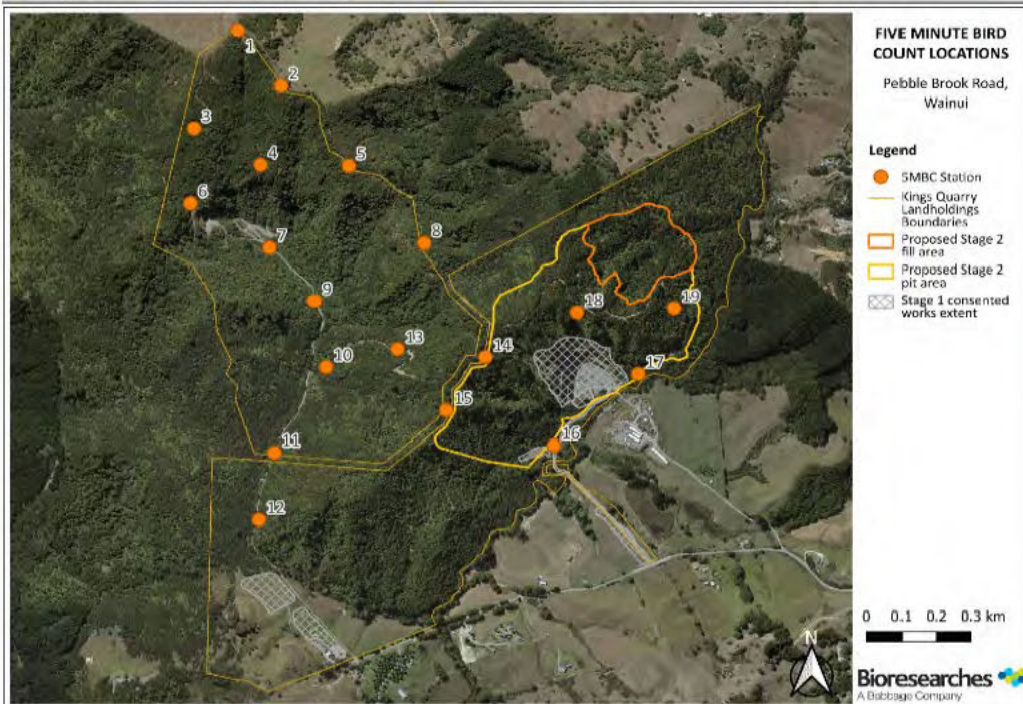 FIVE MINUTE BIRD
COUNT LOCATIONS
Pebble Brook Road,
Wainui
Legend
5MBC Station
Kings Quarry
Landholdings
Boundaries
Proposed Stage 2
fill area
Proposed Stage 2
pit area
Stage 1 consented
works extent
1
2
3
4
5
6
7
8
9
10
11
12
13
14
15
16
17
18
19
0 0.1 0.2 0.3 km
N
Bioresearches
A Babbage Company